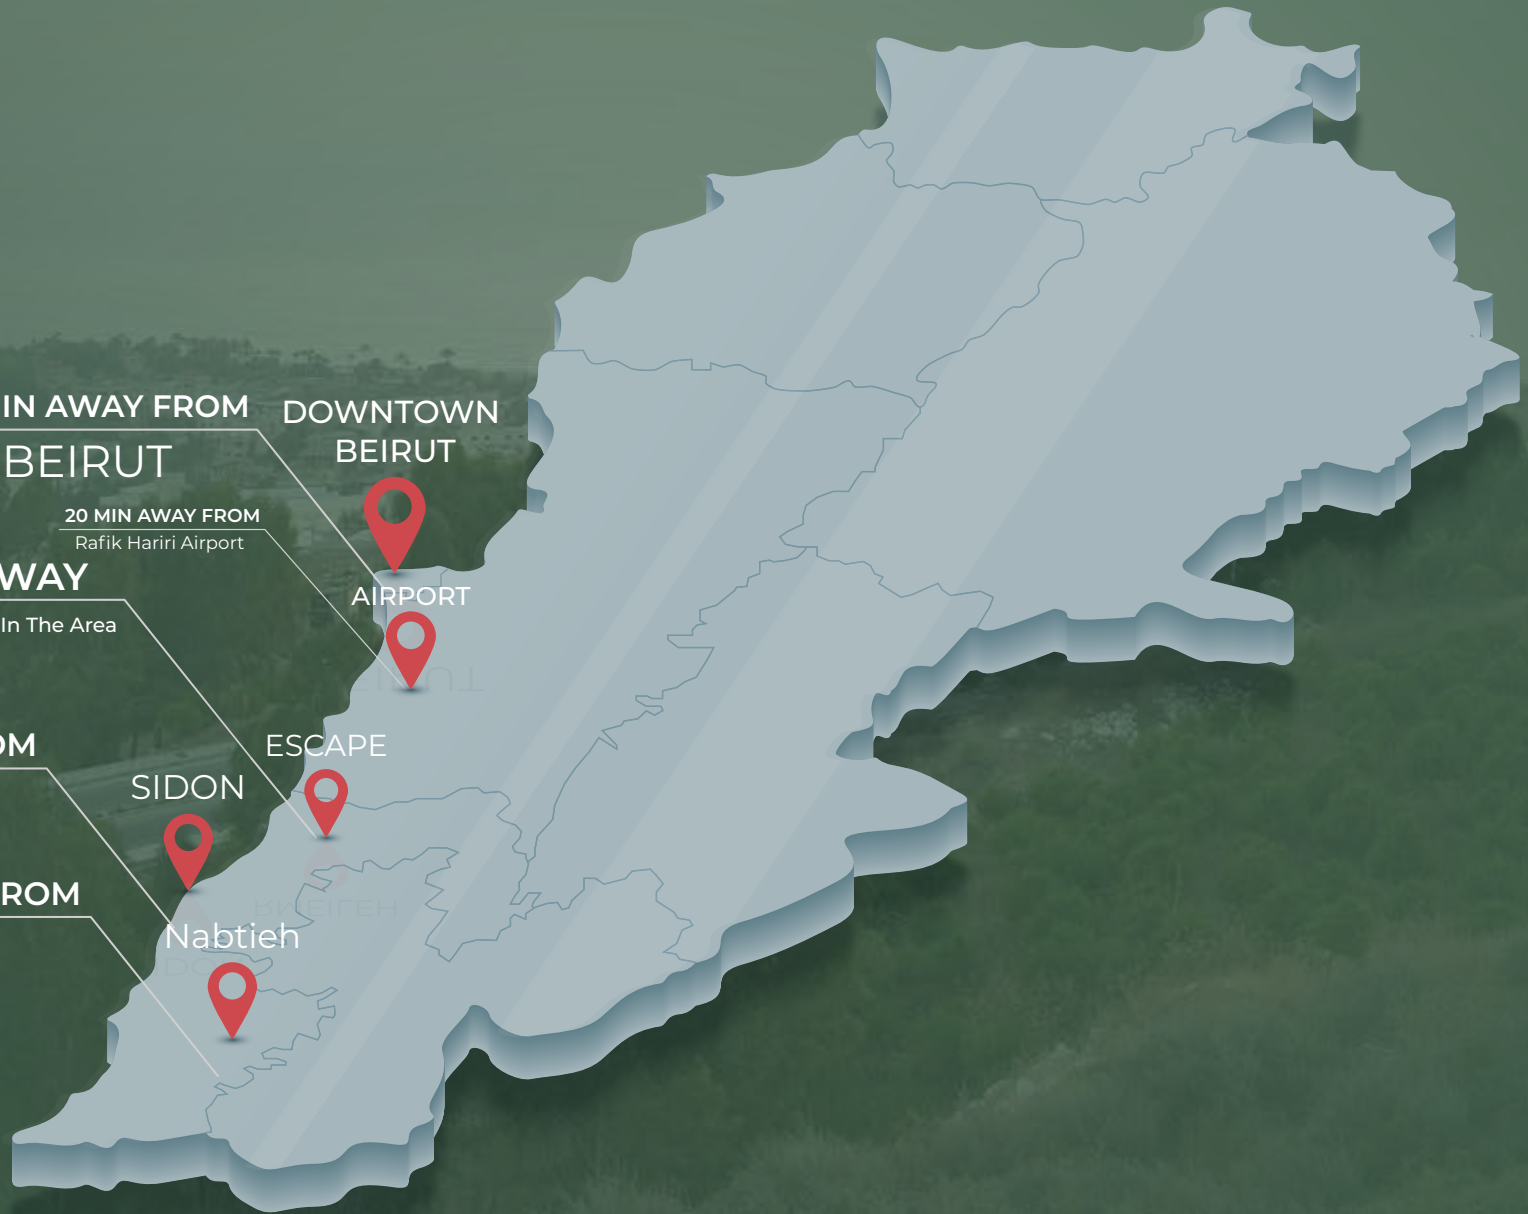 IN AWAY FROM
BEIRUT
DOWNTOWN
BEIRUT
20 MIN AWAY FROM
Rafik Hariri Airport
WAY
In The Area
AIRPORT
ESCAPE
OM
SIDON
ROM
RMEILEH
Nabtieh